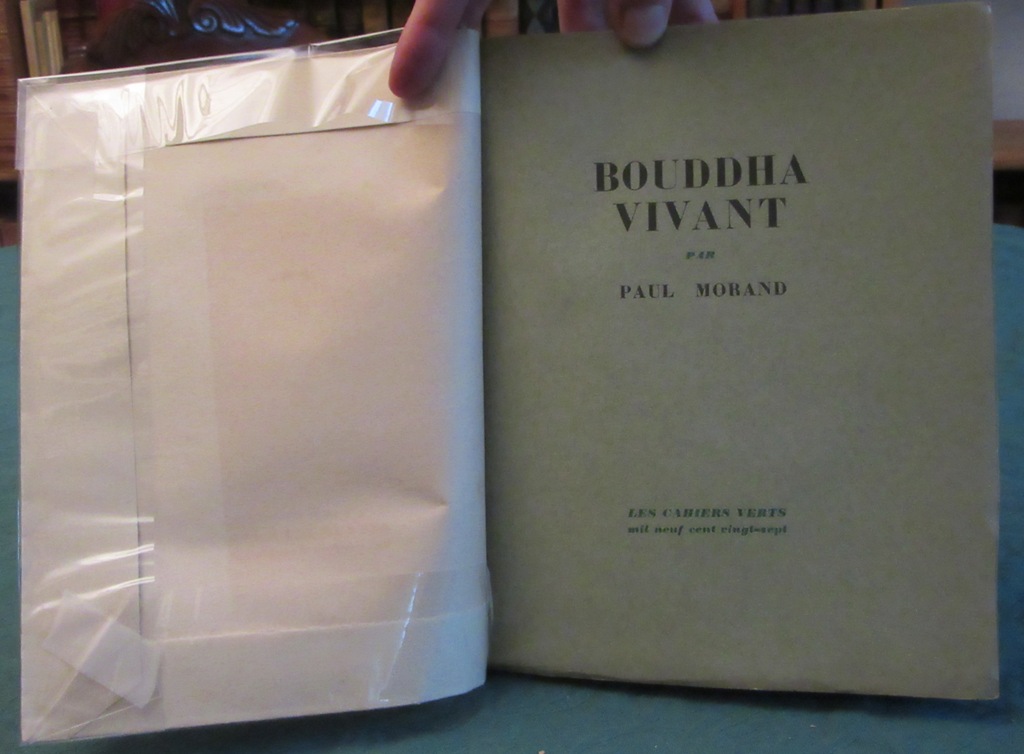 BOUDDHA
VIVANT
PAR
PAUL MORAND
LES CAHIERS VERTS
mil neuf cent vingt-sept